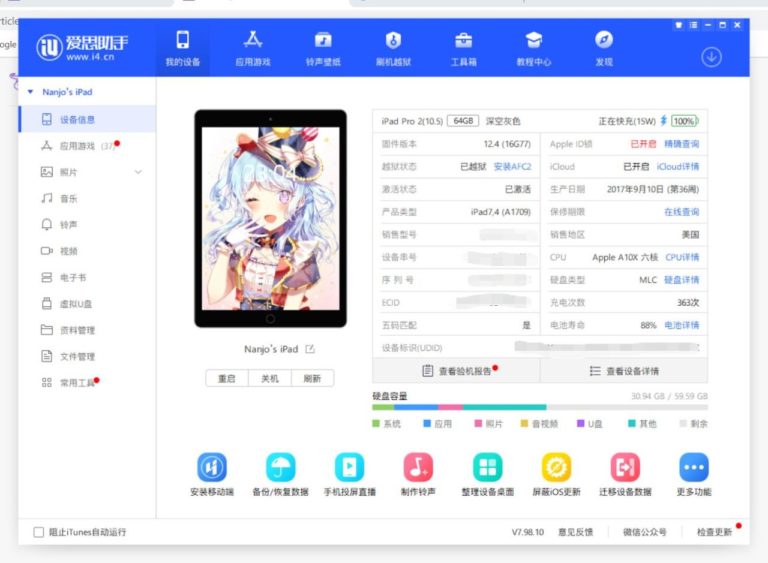 rticle
ogle
爱思助手
www.i4.cn
我的设备 应用游戏 铃声壁纸 刷机越狱 工具箱 教程中心 发现
Nanjo's iPad
设备信息
应用游戏 (37)
照片
音乐
铃声
视频
电子书
虚拟U盘
资料管理
文件管理
常用工具
23:04
Nanjo's iPad
重启 关机 刷新
iPad Pro 2(10.5) 64GB 深空灰色 正在快充(15W) 100%
固件版本 12.4 (16G77) Apple ID锁 已开启 精确查询
越狱状态 已越狱 安装AFC2 iCloud 已开启 iCloud详情
激活状态 已激活 生产日期 2017年9月10日 (第36周)
产品类型 iPad7,4 (A1709) 保修期限 在线查询
销售型号 销售地区 美国
设备串号 CPU Apple A10X 六核 CPU详情
序列号 硬盘类型 MLC 硬盘详情
ECID 充电次数 363次
五码匹配 是 电池寿命 88% 电池详情
设备标识(UDID)
查看验机报告 查看设备详情
硬盘容量 30.94 GB / 59.59 GB
系统 应用 照片 音视频 U盘 其他 剩余
安装移动端 备份/恢复数据 手机投屏直播 制作铃声 整理设备桌面 屏蔽iOS更新 迁移设备数据 更多功能
阻止iTunes自动运行 V7.98.10 意见反馈 微信公众号 检查更新